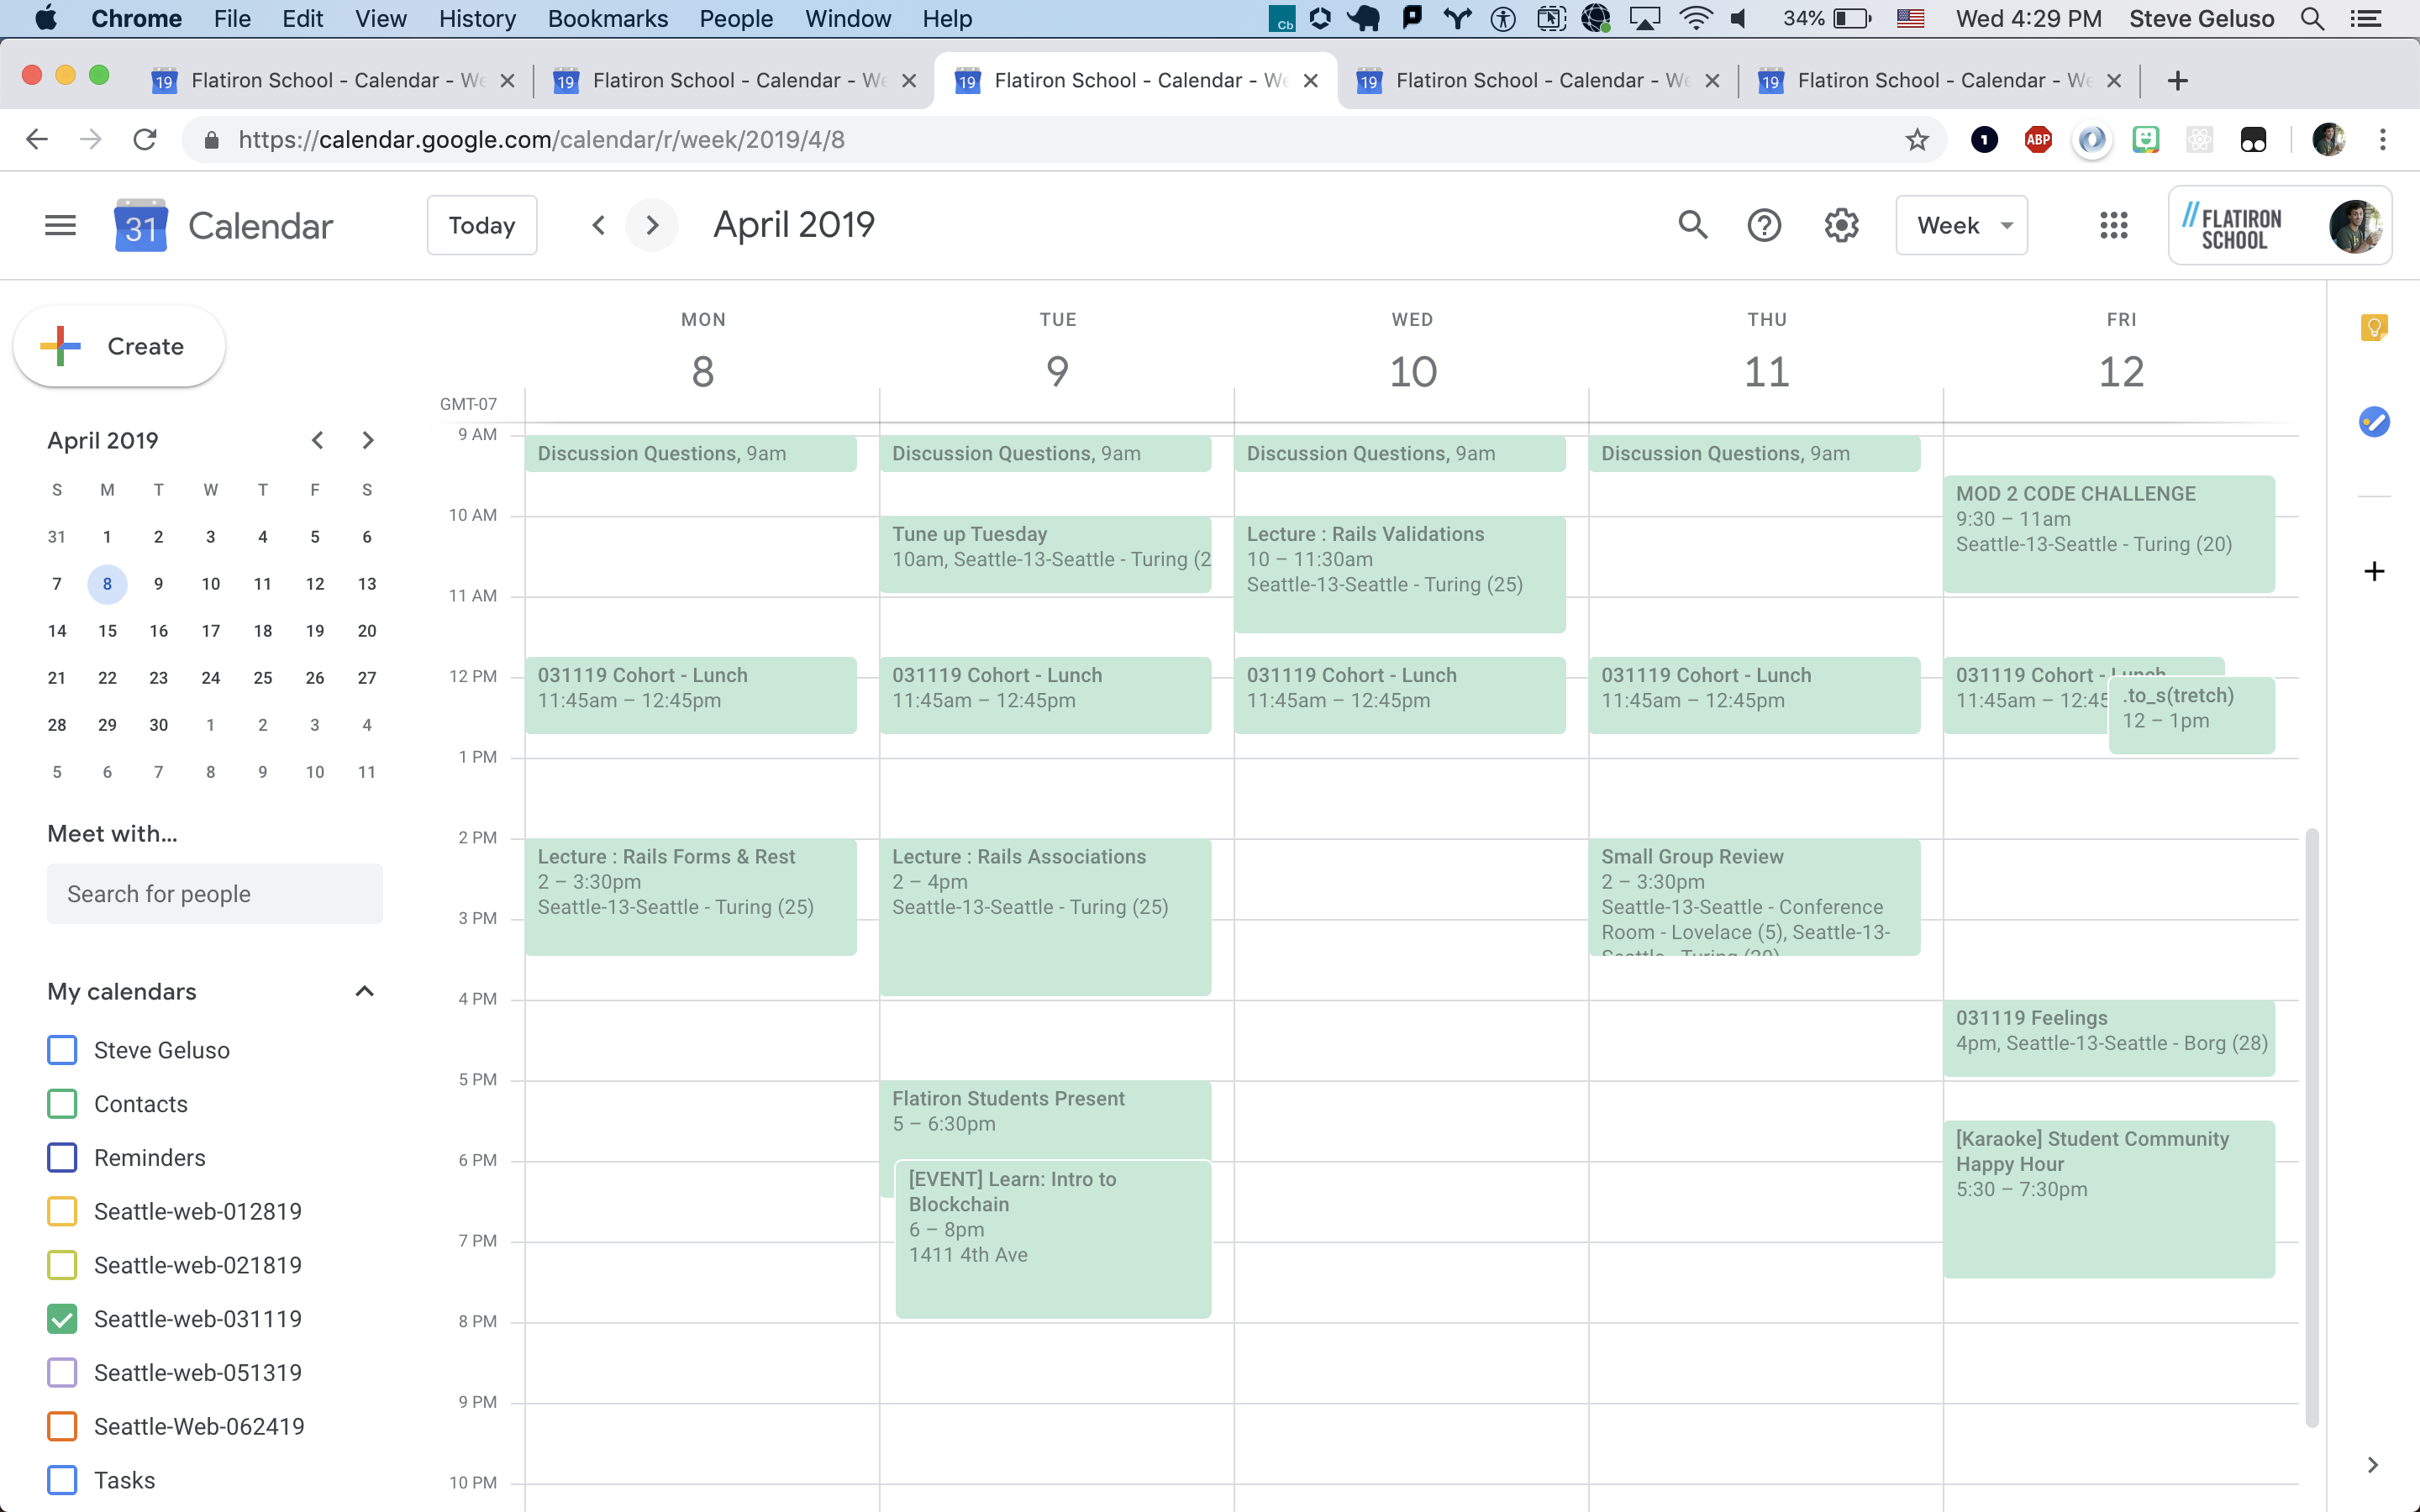 Chrome File Edit View History Bookmarks People Window Help
Cb 34% Wed 4:29 PM Steve Geluso
19 Flatiron School - Calendar - We
19 Flatiron School - Calendar - We
19 Flatiron School - Calendar - We
19 Flatiron School - Calendar - We
19 Flatiron School - Calendar - We
https://calendar.google.com/calendar/r/week/2019/4/8
1 ABP
31 Calendar Today April 2019 Week
// FLATIRON
SCHOOL
Create
April 2019
S M T W T F S
31 1 2 3 4 5 6
7 8 9 10 11 12 13
14 15 16 17 18 19 20
21 22 23 24 25 26 27
28 29 30 1 2 3 4
5 6 7 8 9 10 11
Meet with...
Search for people
My calendars
Steve Geluso
Contacts
Reminders
Seattle-web-012819
Seattle-web-021819
Seattle-web-031119
Seattle-web-051319
Seattle-Web-062419
Tasks
GMT-07
9 AM
10 AM
11 AM
12 PM
1 PM
2 PM
3 PM
4 PM
5 PM
6 PM
7 PM
8 PM
9 PM
10 PM
MON
8
Discussion Questions, 9am
031119 Cohort - Lunch
11:45am – 12:45pm
Lecture : Rails Forms & Rest
2 – 3:30pm
Seattle-13-Seattle - Turing (25)
TUE
9
Discussion Questions, 9am
Tune up Tuesday
10am, Seattle-13-Seattle - Turing (2
031119 Cohort - Lunch
11:45am – 12:45pm
Lecture : Rails Associations
2 – 4pm
Seattle-13-Seattle - Turing (25)
Flatiron Students Present
5 – 6:30pm
[EVENT] Learn: Intro to
Blockchain
6 – 8pm
1411 4th Ave
WED
10
Discussion Questions, 9am
Lecture : Rails Validations
10 – 11:30am
Seattle-13-Seattle - Turing (25)
031119 Cohort - Lunch
11:45am – 12:45pm
THU
11
Discussion Questions, 9am
031119 Cohort - Lunch
11:45am – 12:45pm
Small Group Review
2 – 3:30pm
Seattle-13-Seattle - Conference
Room - Lovelace (5), Seattle-13-
Seattle - Turing (20)
FRI
12
MOD 2 CODE CHALLENGE
9:30 – 11am
Seattle-13-Seattle - Turing (20)
031119 Cohort - Lunch
11:45am – 12:45
.to_s(tretch)
12 – 1pm
031119 Feelings
4pm, Seattle-13-Seattle - Borg (28)
[Karaoke] Student Community
Happy Hour
5:30 – 7:30pm